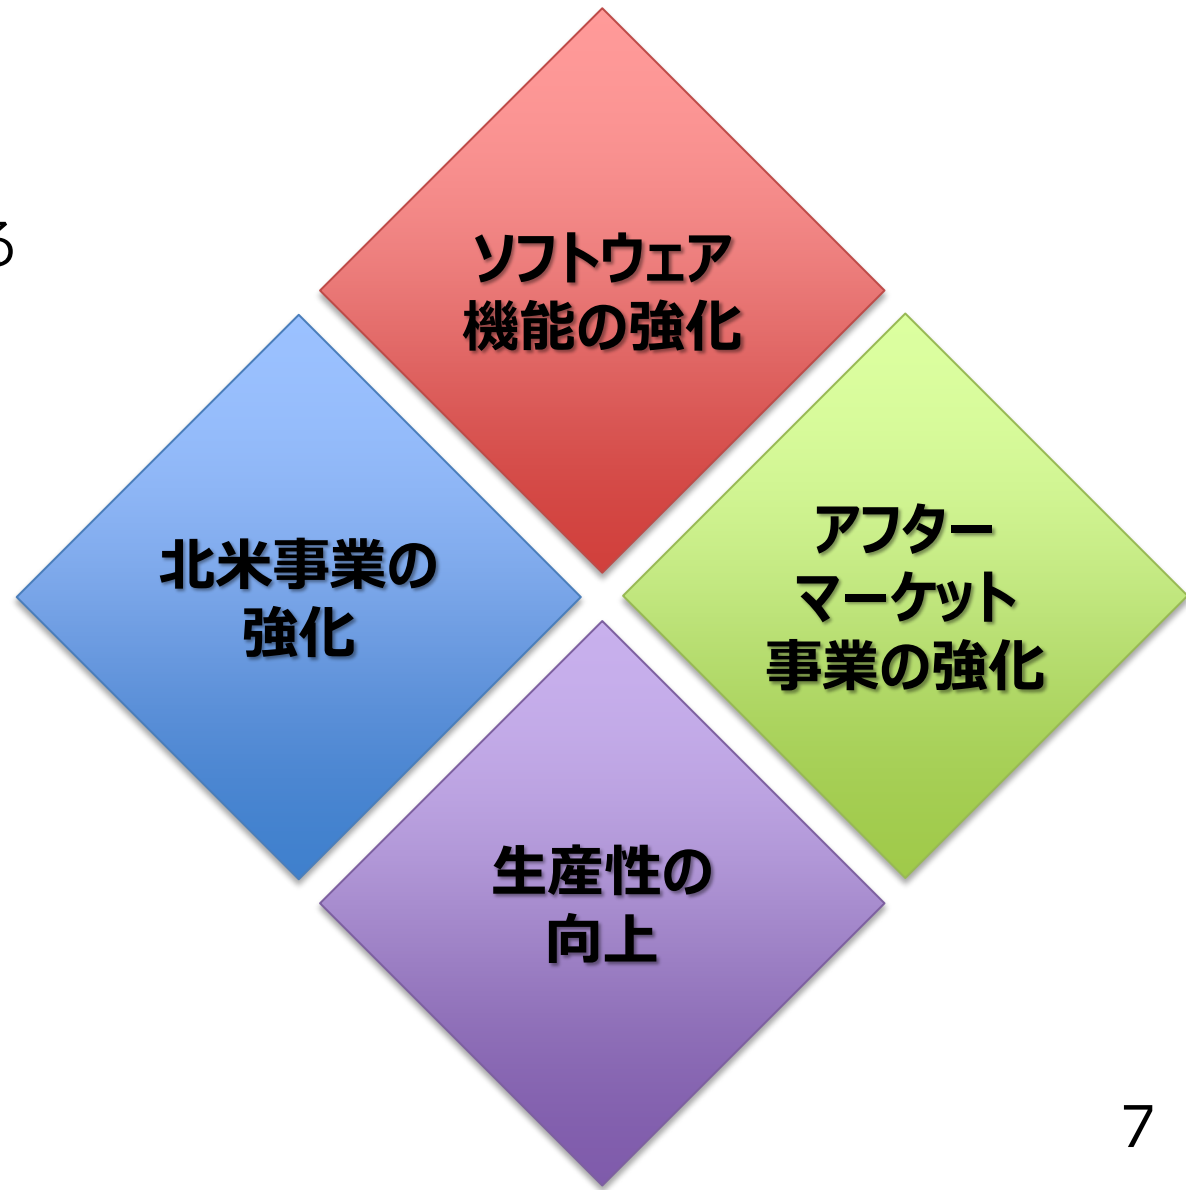 る
ソフトウェア
機能の強化
北米事業の
強化
アフター
マーケット
事業の強化
生産性の
向上
7